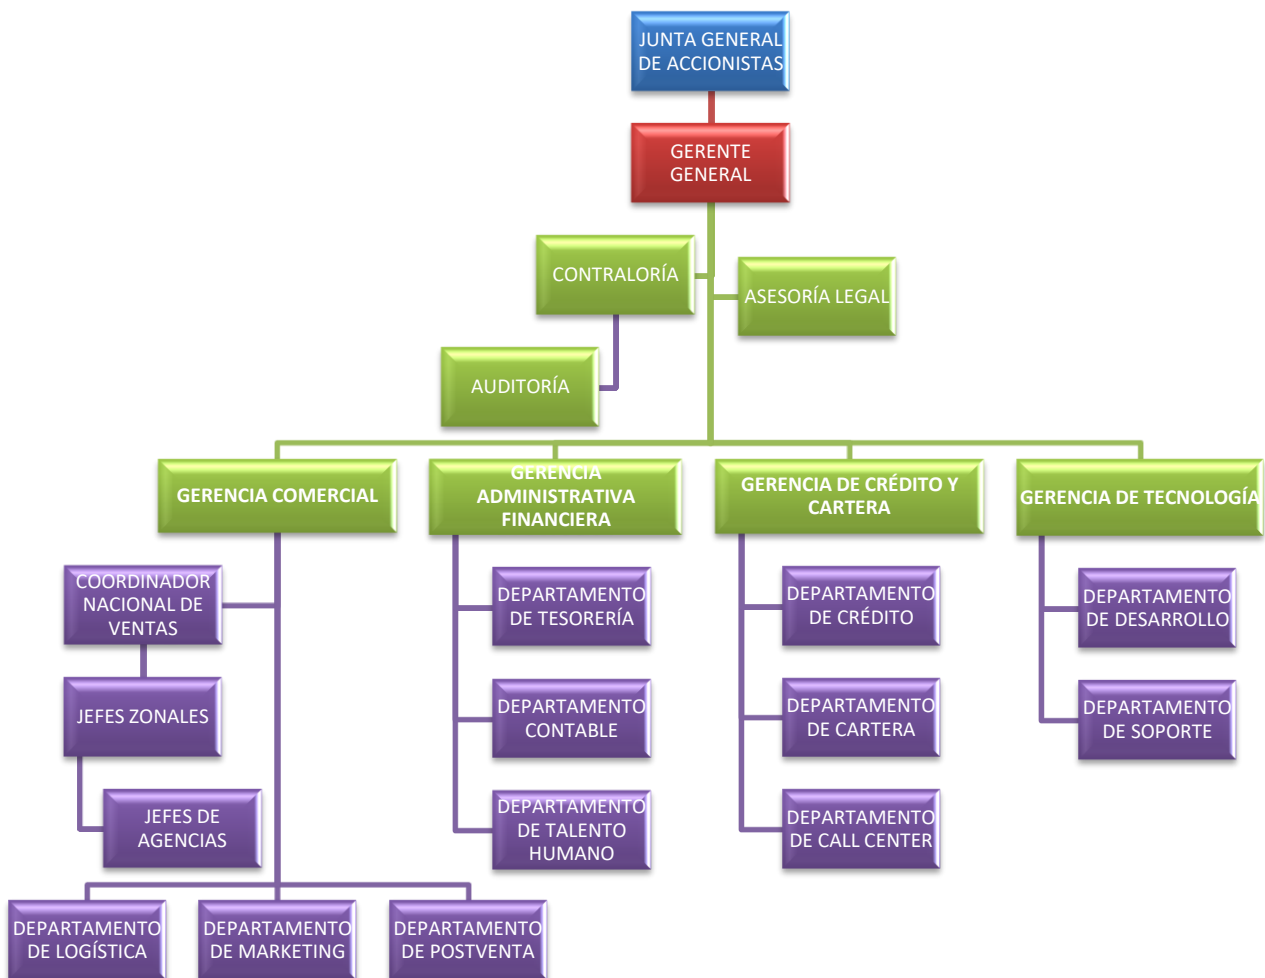 JUNTA GENERAL
DE ACCIONISTAS
GERENTE
GENERAL
CONTRALORÍA
ASESORÍA LEGAL
AUDITORÍA
GERENCIA COMERCIAL
GERENCIA
ADMINISTRATIVA
FINANCIERA
GERENCIA DE CRÉDITO Y
CARTERA
GERENCIA DE TECNOLOGÍA
COORDINADOR
NACIONAL DE
VENTAS
JEFES ZONALES
JEFES DE
AGENCIAS
DEPARTAMENTO
DE LOGÍSTICA
DEPARTAMENTO
DE MARKETING
DEPARTAMENTO
DE POSTVENTA
DEPARTAMENTO
DE TESORERÍA
DEPARTAMENTO
CONTABLE
DEPARTAMENTO
DE TALENTO
HUMANO
DEPARTAMENTO
DE CRÉDITO
DEPARTAMENTO
DE CARTERA
DEPARTAMENTO
DE CALL CENTER
DEPARTAMENTO
DE DESARROLLO
DEPARTAMENTO
DE SOPORTE